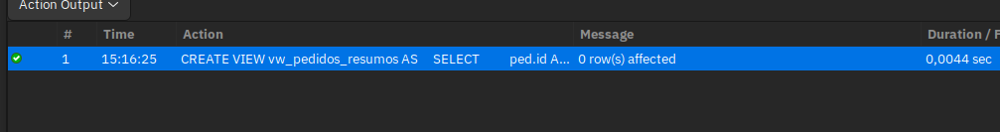 Action Output
# Time Action Message Duration / F
1 15:16:25 CREATE VIEW vw_pedidos_resumos AS SELECT ped.id A... 0 row(s) affected 0,0044 sec